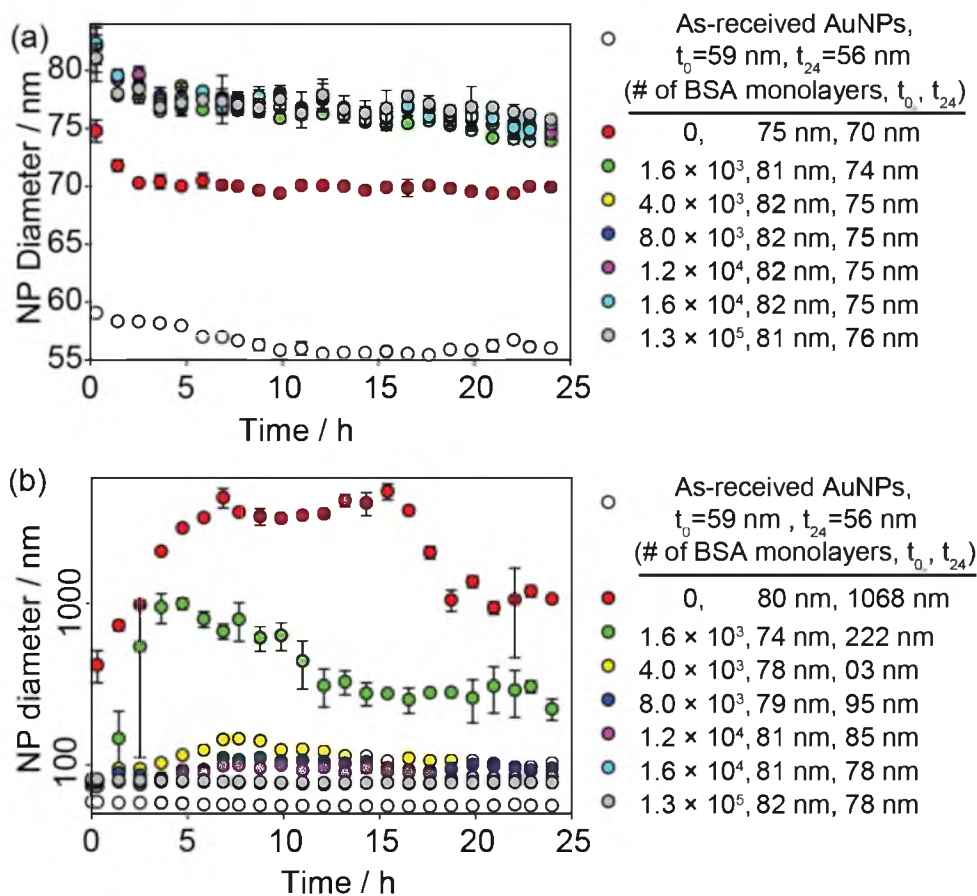 (a)
NP Diameter / nm
80
75
70
65
60
55
0 5 10 15 20 25
Time / h
As-received AuNPs,
t₀=59 nm, t₂₄=56 nm
(# of BSA monolayers, t₀, t₂₄)
0, 75 nm, 70 nm
1.6 × 10³, 81 nm, 74 nm
4.0 × 10³, 82 nm, 75 nm
8.0 × 10³, 82 nm, 75 nm
1.2 × 10⁴, 82 nm, 75 nm
1.6 × 10⁴, 82 nm, 75 nm
1.3 × 10⁵, 81 nm, 76 nm
(b)
NP diameter / nm
1000
100
0 5 10 15 20 25
Time / h
As-received AuNPs,
t₀=59 nm , t₂₄=56 nm
(# of BSA monolayers, t₀, t₂₄)
0, 80 nm, 1068 nm
1.6 × 10³, 74 nm, 222 nm
4.0 × 10³, 78 nm, 03 nm
8.0 × 10³, 79 nm, 95 nm
1.2 × 10⁴, 81 nm, 85 nm
1.6 × 10⁴, 81 nm, 78 nm
1.3 × 10⁵, 82 nm, 78 nm